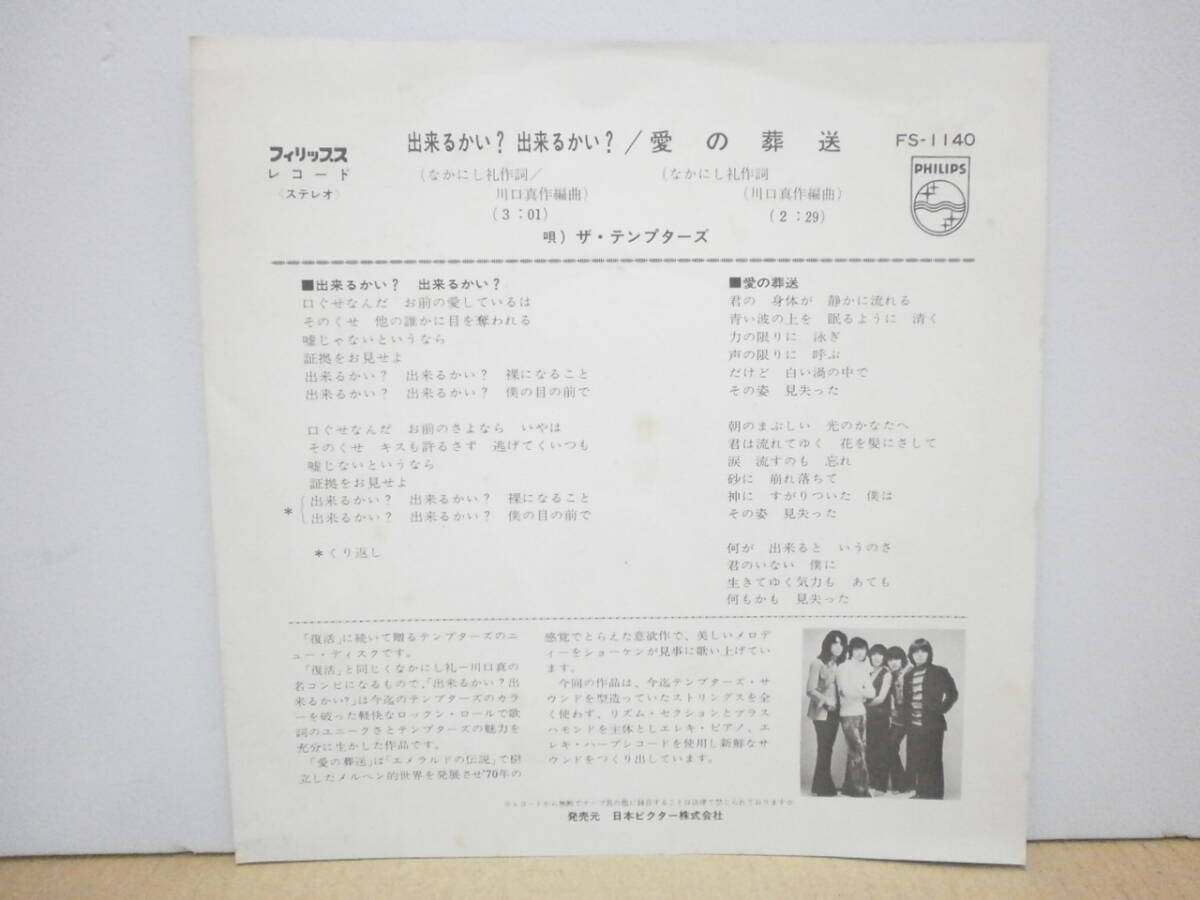 フィリップス
レコード
〈ステレオ〉
出来るかい？ 出来るかい？／愛の葬送
(なかにし礼作詞／
川口真作編曲)
(3：01)
(なかにし礼作詞
(川口真作編曲)
(2：29)
唄) ザ・テンプターズ
FS-1140
PHILIPS
■出来るかい？ 出来るかい？
口ぐせなんだ お前の愛しているは
そのくせ 他の誰かに目を奪われる
嘘じゃないというなら
証拠をお見せよ
出来るかい？ 出来るかい？ 裸になること
出来るかい？ 出来るかい？ 僕の目の前で
口ぐせなんだ お前のさよなら いやは
そのくせ キスも許るさず 逃げてくいつも
嘘じないというなら
証拠をお見せよ
出来るかい？ 出来るかい？ 裸になること
＊ 出来るかい？ 出来るかい？ 僕の目の前で
＊くり返し
■愛の葬送
君の 身体が 静かに流れる
青い波の上を 眠るように 清く
力の限りに 泳ぎ
声の限りに 呼ぶ
だけど 白い渦の中で
その姿 見失った
朝のまぶしい 光のかなたへ
君は流れてゆく 花を髪にさして
涙 流すのも 忘れ
砂に 崩れ落ちて
神に すがりついた 僕は
その姿 見失った
何が 出来ると いうのさ
君のいない 僕に
生きてゆく気力も あても
何もかも 見失った
「復活」に続いて贈るテンプターズのニ
ュー・ディスクです。
「復活」と同じくなかにし礼ー川口真の
名コンビになるもので、「出来るかい？出
来るかい？」は今迄のテンプターズのカラ
ーを破った軽快なロックン・ロールで歌
詞のユニークさとテンプターズの魅力を
充分に生かした作品です。
「愛の葬送」は「エメラルドの伝説」で樹
立したメルヘン的世界を発展させ'70年の
感覚でとらえた意欲作で、美しいメロデ
ィーをショーケンが見事に歌い上げてい
ます。
今回の作品は、今迄テンプターズ・サ
ウンドを型造っていたストリングスを全
く使わず、リズム・セクションとブラス
ハモンドを主体としエレキ・ピアノ、エ
レキ・ハープシコードを使用し新鮮なサ
ウンドをつくり出しています。
☆レコードから無断でテープ其の他に録音することは法律で禁じられております☆
発売元 日本ビクター株式会社